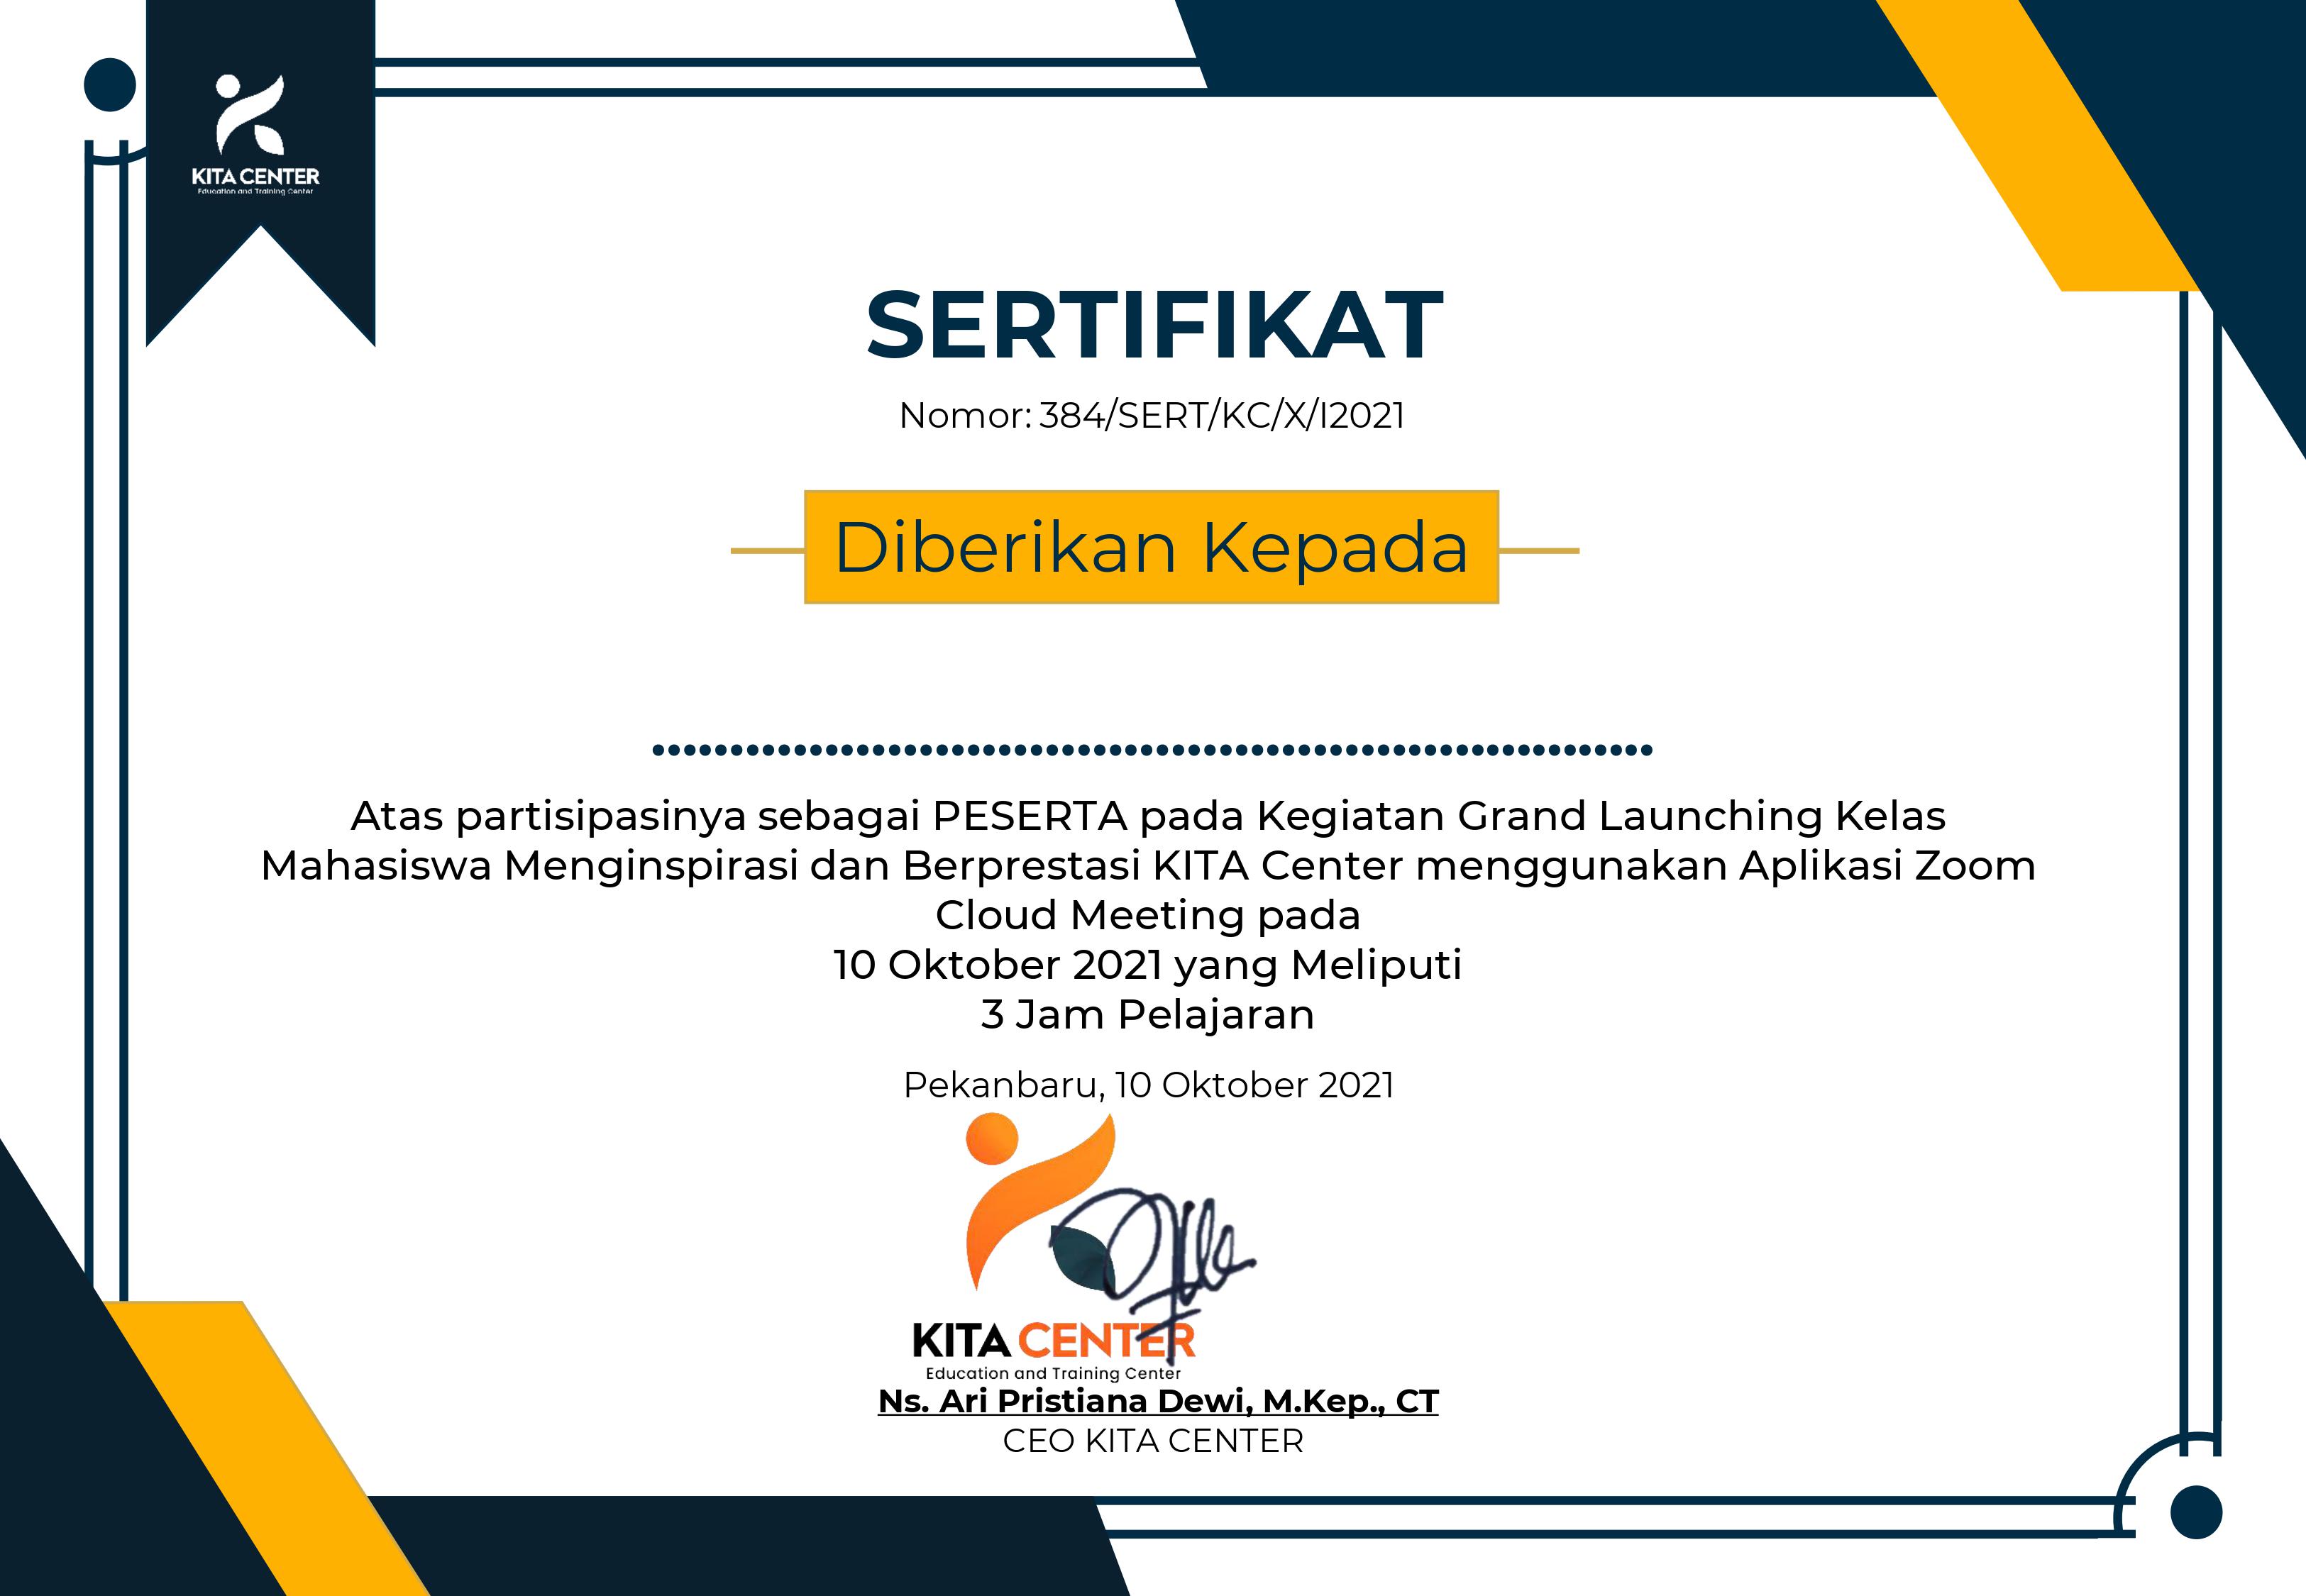 KITA CENTER
Education and Training Center
SERTIFIKAT
Nomor: 384/SERT/KC/X/I2021
Diberikan Kepada
Atas partisipasinya sebagai PESERTA pada Kegiatan Grand Launching Kelas
Mahasiswa Menginspirasi dan Berprestasi KITA Center menggunakan Aplikasi Zoom
Cloud Meeting pada
10 Oktober 2021 yang Meliputi
3 Jam Pelajaran
Pekanbaru, 10 Oktober 2021
KITA CENTER
Education and Training Center
Ns. Ari Pristiana Dewi, M.Kep., CT
CEO KITA CENTER